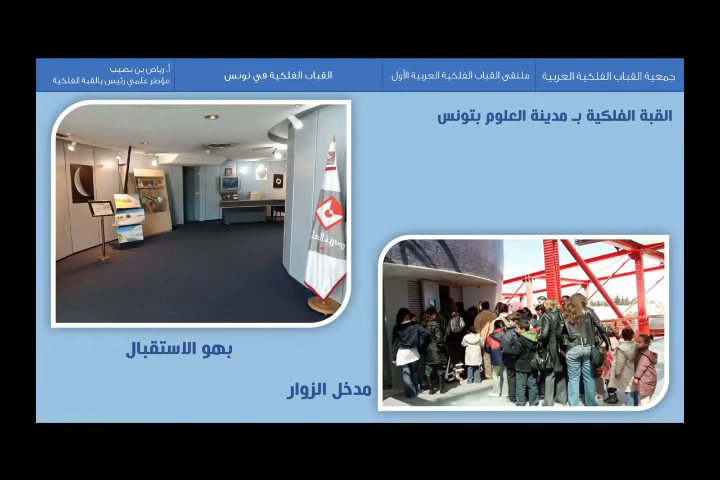 جمعية القباب الفلكية العربية
ملتقى القباب الفلكية العربية الأول
القباب الفلكية في تونس
أ. رياض بن نصيب
مؤطر علمي رئيس بالقبة الفلكية
القبة الفلكية بـ مدينة العلوم بتونس
بهو الاستقبال
مدخل الزوار